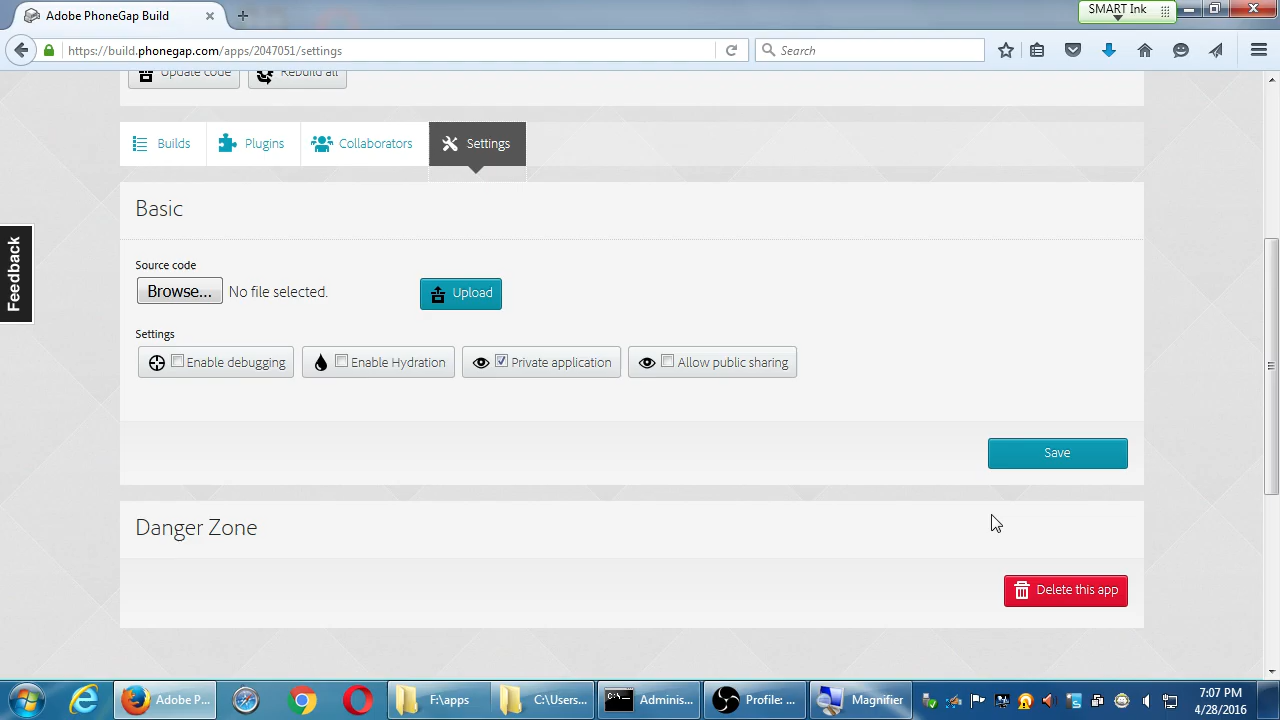 Adobe PhoneGap Build
SMART Ink
https://build.phonegap.com/apps/2047051/settings
Search
Update code
Rebuild all
Builds
Plugins
Collaborators
Settings
Basic
Feedback
Source code
Browse...
No file selected.
Upload
Settings
Enable debugging
Enable Hydration
Private application
Allow public sharing
Save
Danger Zone
Delete this app
Adobe P...
F:\apps
C:\Users...
Adminis...
Profile: ...
Magnifier
7:07 PM
4/28/2016